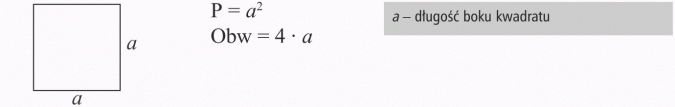 P = a²
Obw = 4 · a
a – długość boku kwadratu
a
a